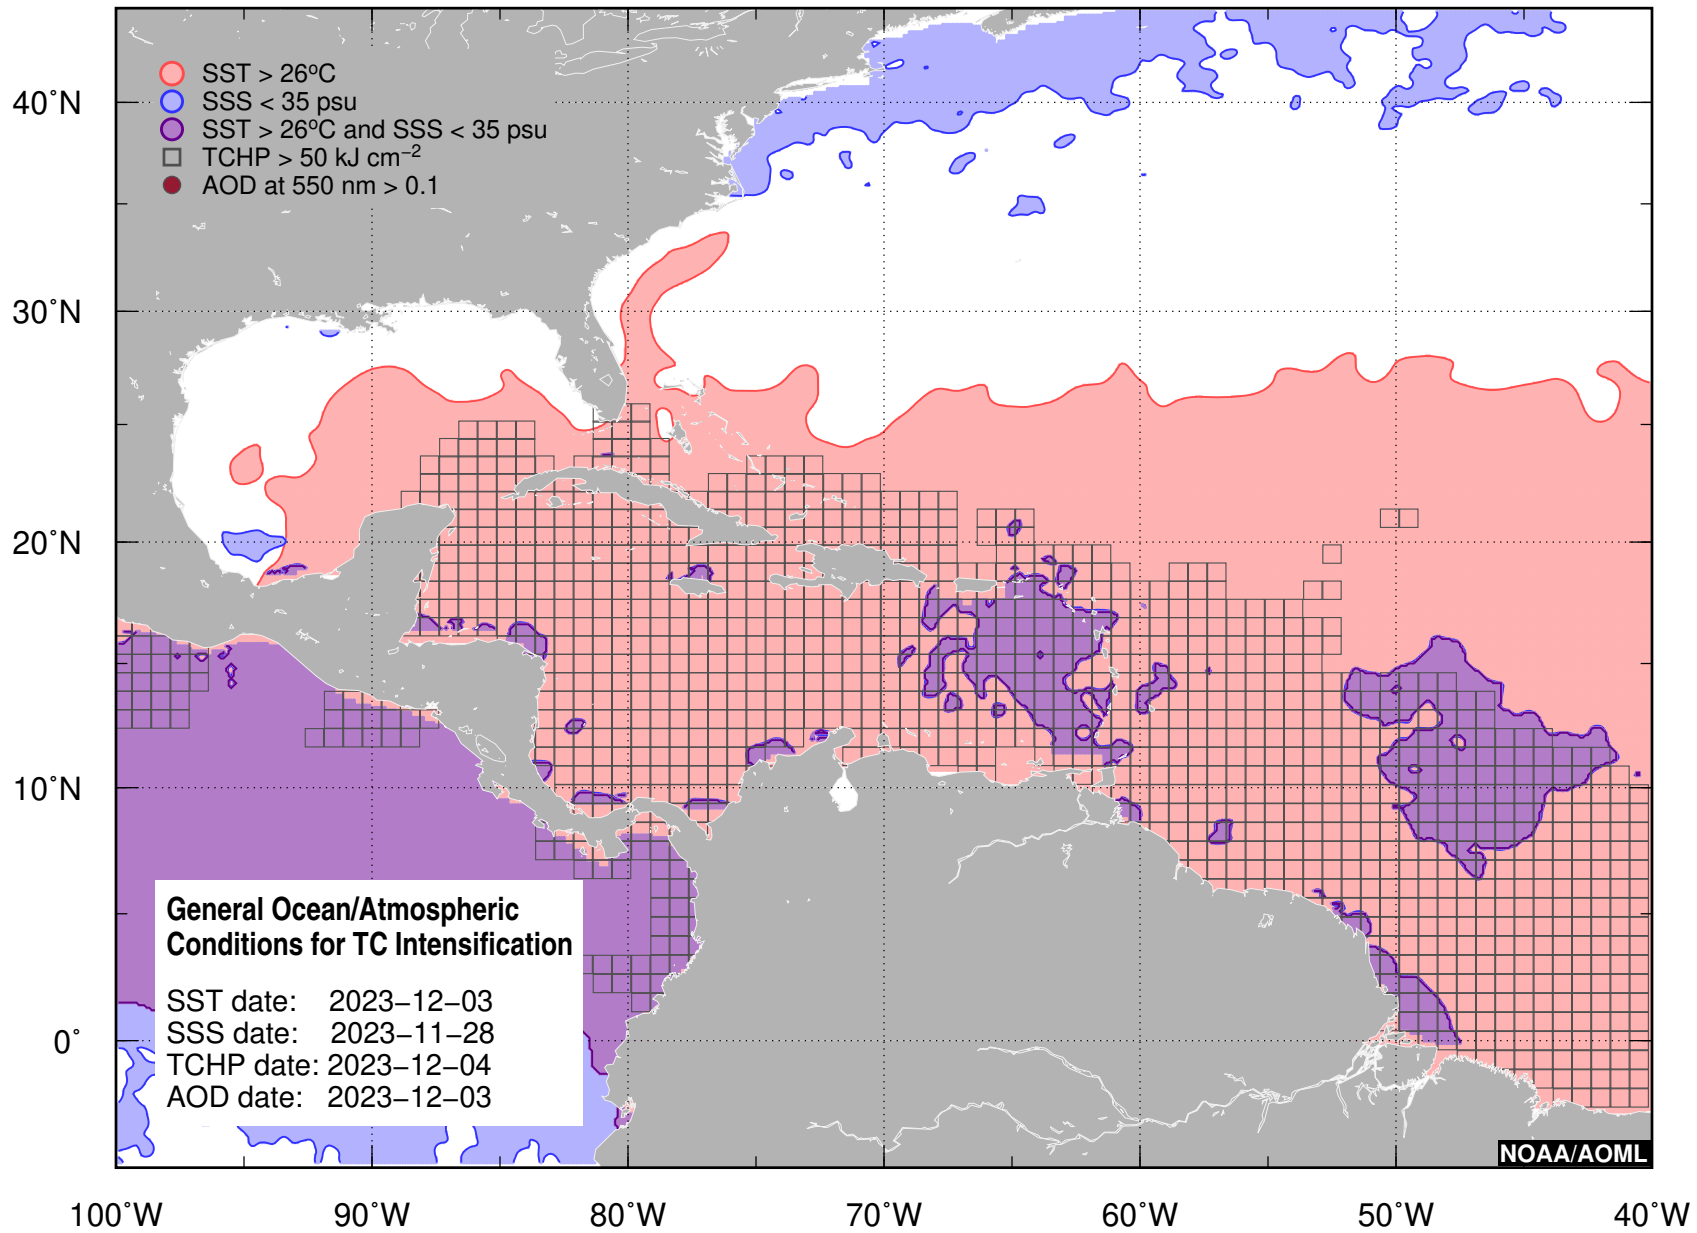 SST > 26°C
SSS < 35 psu
SST > 26°C and SSS < 35 psu
TCHP > 50 kJ cm⁻²
AOD at 550 nm > 0.1
40˚N
30˚N
20˚N
10˚N
0˚
General Ocean/Atmospheric
Conditions for TC Intensification
SST date: 2023−12−03
SSS date: 2023−11−28
TCHP date: 2023−12−04
AOD date: 2023−12−03
NOAA/AOML
100˚W 90˚W 80˚W 70˚W 60˚W 50˚W 40˚W